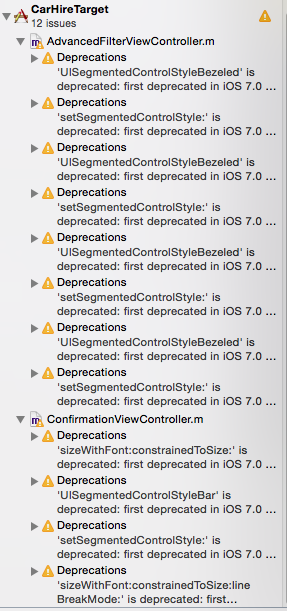 CarHireTarget
12 issues
AdvancedFilterViewController.m
Deprecations
'UISegmentedControlStyleBezeled' is
deprecated: first deprecated in iOS 7.0 ...
Deprecations
'setSegmentedControlStyle:' is
deprecated: first deprecated in iOS 7.0 ...
Deprecations
'UISegmentedControlStyleBezeled' is
deprecated: first deprecated in iOS 7.0 ...
Deprecations
'setSegmentedControlStyle:' is
deprecated: first deprecated in iOS 7.0 ...
Deprecations
'UISegmentedControlStyleBezeled' is
deprecated: first deprecated in iOS 7.0 ...
Deprecations
'setSegmentedControlStyle:' is
deprecated: first deprecated in iOS 7.0 ...
Deprecations
'UISegmentedControlStyleBezeled' is
deprecated: first deprecated in iOS 7.0 ...
Deprecations
'setSegmentedControlStyle:' is
deprecated: first deprecated in iOS 7.0 ...
ConfirmationViewController.m
Deprecations
'sizeWithFont:constrainedToSize:' is
deprecated: first deprecated in iOS 7.0 ...
Deprecations
'UISegmentedControlStyleBar' is
deprecated: first deprecated in iOS 7.0 ...
Deprecations
'setSegmentedControlStyle:' is
deprecated: first deprecated in iOS 7.0 ...
Deprecations
'sizeWithFont:constrainedToSize:line
BreakMode:' is deprecated: first...